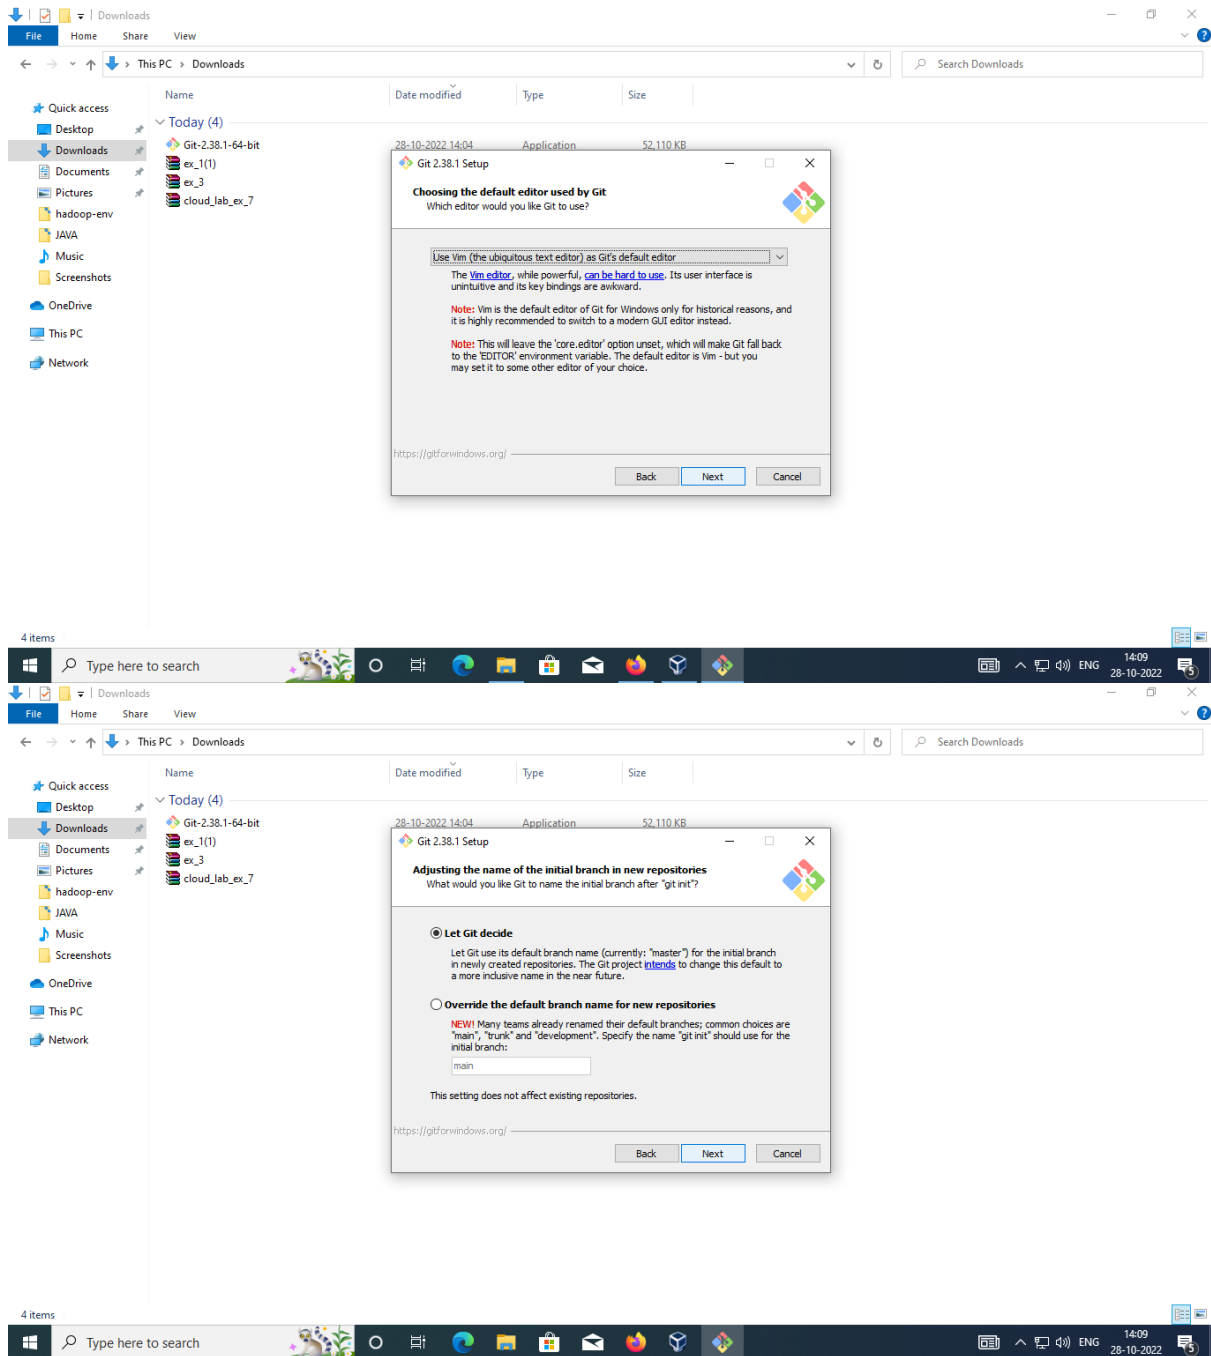 Downloads
File Home Share View
This PC > Downloads
Search Downloads
Name Date modified Type Size
Quick access
Desktop
Downloads
Documents
Pictures
hadoop-env
JAVA
Music
Screenshots
OneDrive
This PC
Network
Today (4)
Git-2.38.1-64-bit 28-10-2022 14:04 Application 52,110 KB
ex_1(1)
ex_3
cloud_lab_ex_7
Git 2.38.1 Setup
Choosing the default editor used by Git
Which editor would you like Git to use?
Use Vim (the ubiquitous text editor) as Git's default editor
The Vim editor, while powerful, can be hard to use. Its user interface is
unintuitive and its key bindings are awkward.
Note: Vim is the default editor of Git for Windows only for historical reasons, and
it is highly recommended to switch to a modern GUI editor instead.
Note: This will leave the 'core.editor' option unset, which will make Git fall back
to the 'EDITOR' environment variable. The default editor is Vim - but you
may set it to some other editor of your choice.
https://gitforwindows.org/
Back Next Cancel
4 items
Type here to search
ENG
14:09
28-10-2022
5
Downloads
File Home Share View
This PC > Downloads
Search Downloads
Name Date modified Type Size
Quick access
Desktop
Downloads
Documents
Pictures
hadoop-env
JAVA
Music
Screenshots
OneDrive
This PC
Network
Today (4)
Git-2.38.1-64-bit 28-10-2022 14:04 Application 52,110 KB
ex_1(1)
ex_3
cloud_lab_ex_7
Git 2.38.1 Setup
Adjusting the name of the initial branch in new repositories
What would you like Git to name the initial branch after "git init"?
Let Git decide
Let Git use its default branch name (currently: "master") for the initial branch
in newly created repositories. The Git project intends to change this default to
a more inclusive name in the near future.
Override the default branch name for new repositories
NEW! Many teams already renamed their default branches; common choices are
"main", "trunk" and "development". Specify the name "git init" should use for the
initial branch:
main
This setting does not affect existing repositories.
https://gitforwindows.org/
Back Next Cancel
4 items
Type here to search
ENG
14:09
28-10-2022
5